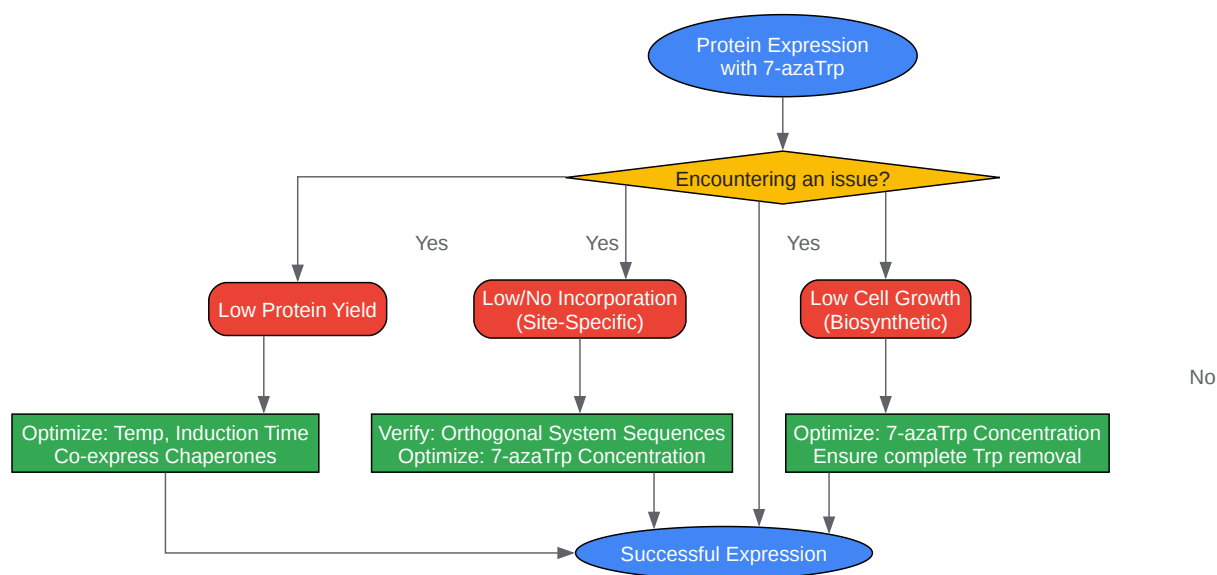 Protein Expression
with 7-azaTrp
Encountering an issue?
Yes
Yes
Yes
Low Protein Yield
Low/No Incorporation
(Site-Specific)
Low Cell Growth
(Biosynthetic)
No
Optimize: Temp, Induction Time
Co-express Chaperones
Verify: Orthogonal System Sequences
Optimize: 7-azaTrp Concentration
Optimize: 7-azaTrp Concentration
Ensure complete Trp removal
Successful Expression